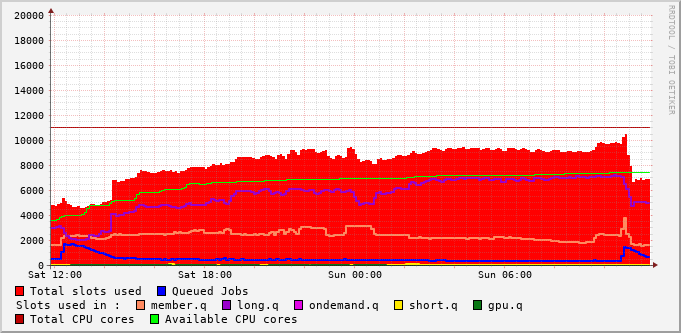 20000
18000
16000
14000
12000
10000
8000
6000
4000
2000
0
Sat 12:00 Sat 18:00 Sun 00:00 Sun 06:00
RRDTOOL / TOBI OETIKER
Total slots used Queued Jobs
Slots used in : member.q long.q ondemand.q short.q gpu.q
Total CPU cores Available CPU cores